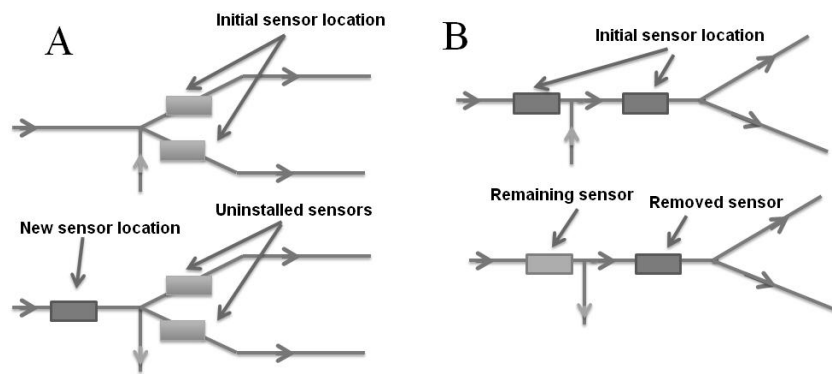 A
Initial sensor location
New sensor location
Uninstalled sensors
B
Initial sensor location
Remaining sensor
Removed sensor